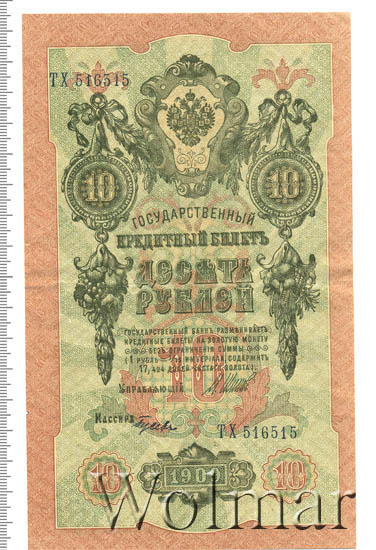 ТХ 516515
10 10
ГОСУДАРСТВЕННЫЙ
КРЕДИТНЫЙ БИЛЕТЪ
ДЕСЯТЬ
РУБЛЕЙ
ГОСУДАРСТВЕННЫЙ БАНКЪ РАЗМѢНИВАЕТЪ
КРЕДИТНЫЕ БИЛЕТЫ НА ЗОЛОТУЮ МОНЕТУ
БЕЗЪ ОГРАНИЧЕНІЯ СУММЫ
(1 РУБЛЬ = 1/15 ИМПЕРІАЛА, СОДЕРЖИТЪ
17,424 ДОЛЕЙ ЧИСТАГО ЗОЛОТА).
10
УПРАВЛЯЮЩІЙ
Кассиръ
ТХ 516515
10 1909 10
Wolmar